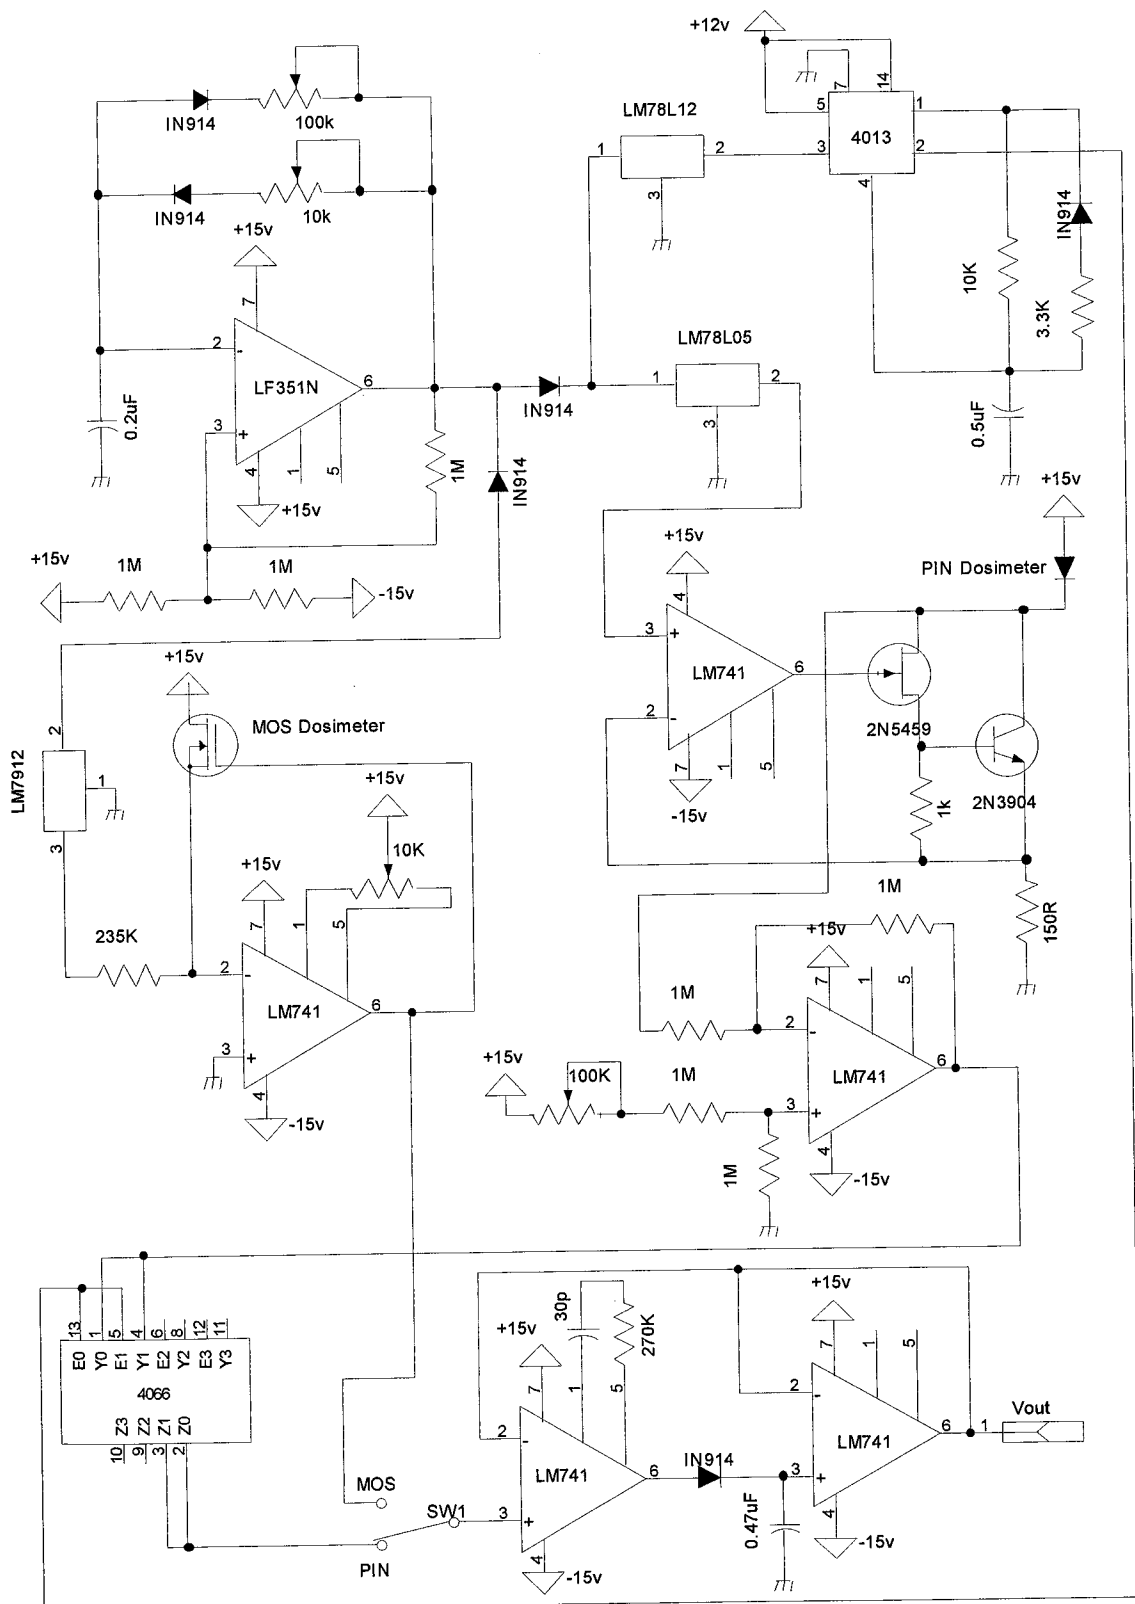 +12v
IN914
100k
LM78L12
5
7
14
1
4013
3
2
4
1
2
3
IN914
10k
IN914
10K
3.3K
0.5uF
+15v
7
2
-
LF351N
6
3
+
4
1
5
+15v
0.2uF
1M
IN914
IN914
LM78L05
1
2
3
+15v
1M
1M
-15v
+15v
PIN Dosimeter
+15v
4
3
+
LM741
6
2
-
7
1
5
-15v
2N5459
2N3904
1k
150R
+15v
MOS Dosimeter
2
LM7912
1
3
+15v
10K
+15v
235K
7
1
5
2
-
LM741
6
3
+
4
-15v
1M
+15v
1M
7
1
5
2
-
LM741
6
+15v
100K
1M
3
+
4
1M
-15v
13
1
5
4
6
8
12
11
E0
Y0
E1
Y1
E2
Y2
E3
Y3
4066
Z3
Z2
Z1
Z0
10
9
3
2
MOS
SW1
PIN
30p
270K
+15v
7
1
5
2
-
LM741
6
3
+
4
-15v
IN914
0.47uF
+15v
7
1
5
2
-
LM741
6
1
Vout
3
+
4
-15v